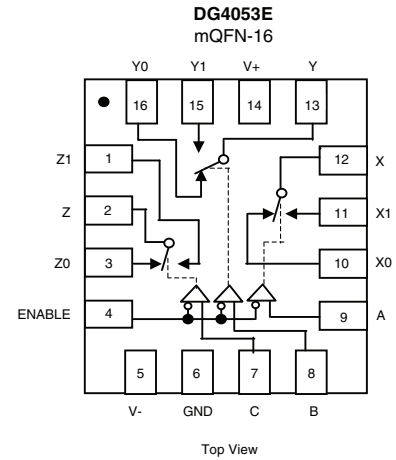 DG4053E
mQFN-16
Y0 Y1 V+ Y
16 15 14 13
Z1 1 12 X
Z 2 11 X1
Z0 3 10 X0
ENABLE 4 9 A
5 6 7 8
V- GND C B
Top View